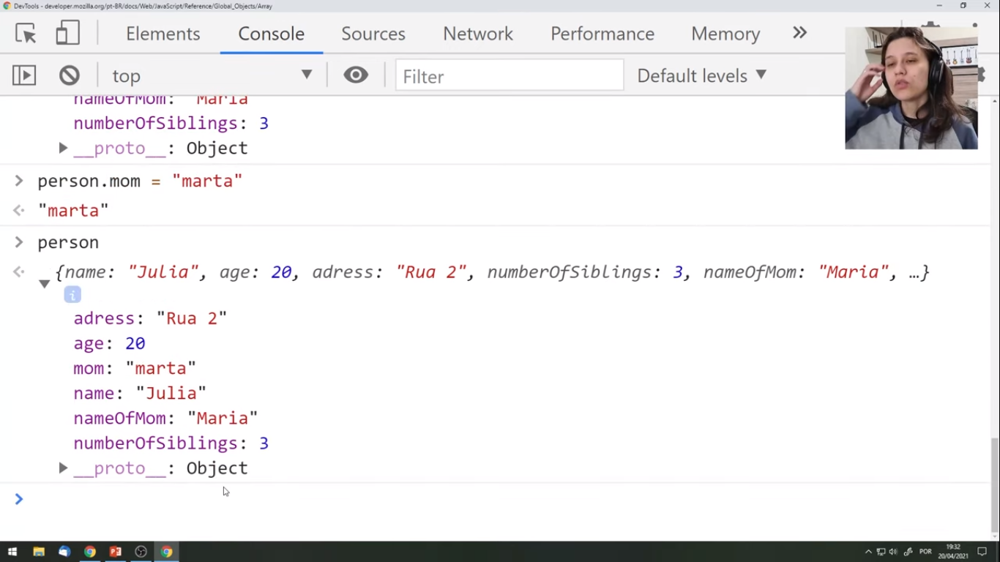 DevTools - developer.mozilla.org/pt-BR/docs/Web/JavaScript/Reference/Global_Objects/Array
Elements Console Sources Network Performance Memory
top Filter Default levels
nameOfMom: "Maria
numberOfSiblings: 3
__proto__: Object
person.mom = "marta"
"marta"
person
{name: "Julia", age: 20, adress: "Rua 2", numberOfSiblings: 3, nameOfMom: "Maria", …}
i
adress: "Rua 2"
age: 20
mom: "marta"
name: "Julia"
nameOfMom: "Maria"
numberOfSiblings: 3
__proto__: Object
POR
19:32
20/04/2021